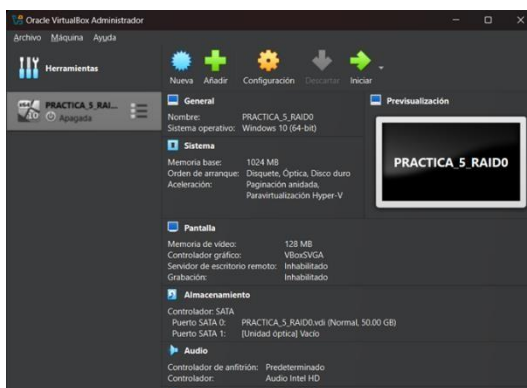 Oracle VirtualBox Administrador
Archivo Máquina Ayuda
Herramientas
Nueva Añadir Configuración Descartar Iniciar
PRACTICA_5_RAI...
Apagada
General
Nombre: PRACTICA_5_RAID0
Sistema operativo: Windows 10 (64-bit)
Previsualización
PRACTICA_5_RAID0
Sistema
Memoria base: 1024 MB
Orden de arranque: Disquete, Óptica, Disco duro
Aceleración: Paginación anidada,
Paravirtualización Hyper-V
Pantalla
Memoria de vídeo: 128 MB
Controlador gráfico: VBoxSVGA
Servidor de escritorio remoto: Inhabilitado
Grabación: Inhabilitado
Almacenamiento
Controlador: SATA
Puerto SATA 0: PRACTICA_5_RAID0.vdi (Normal, 50.00 GB)
Puerto SATA 1: [Unidad óptica] Vacío
Audio
Controlador de anfitrión: Predeterminado
Controlador: Audio Intel HD